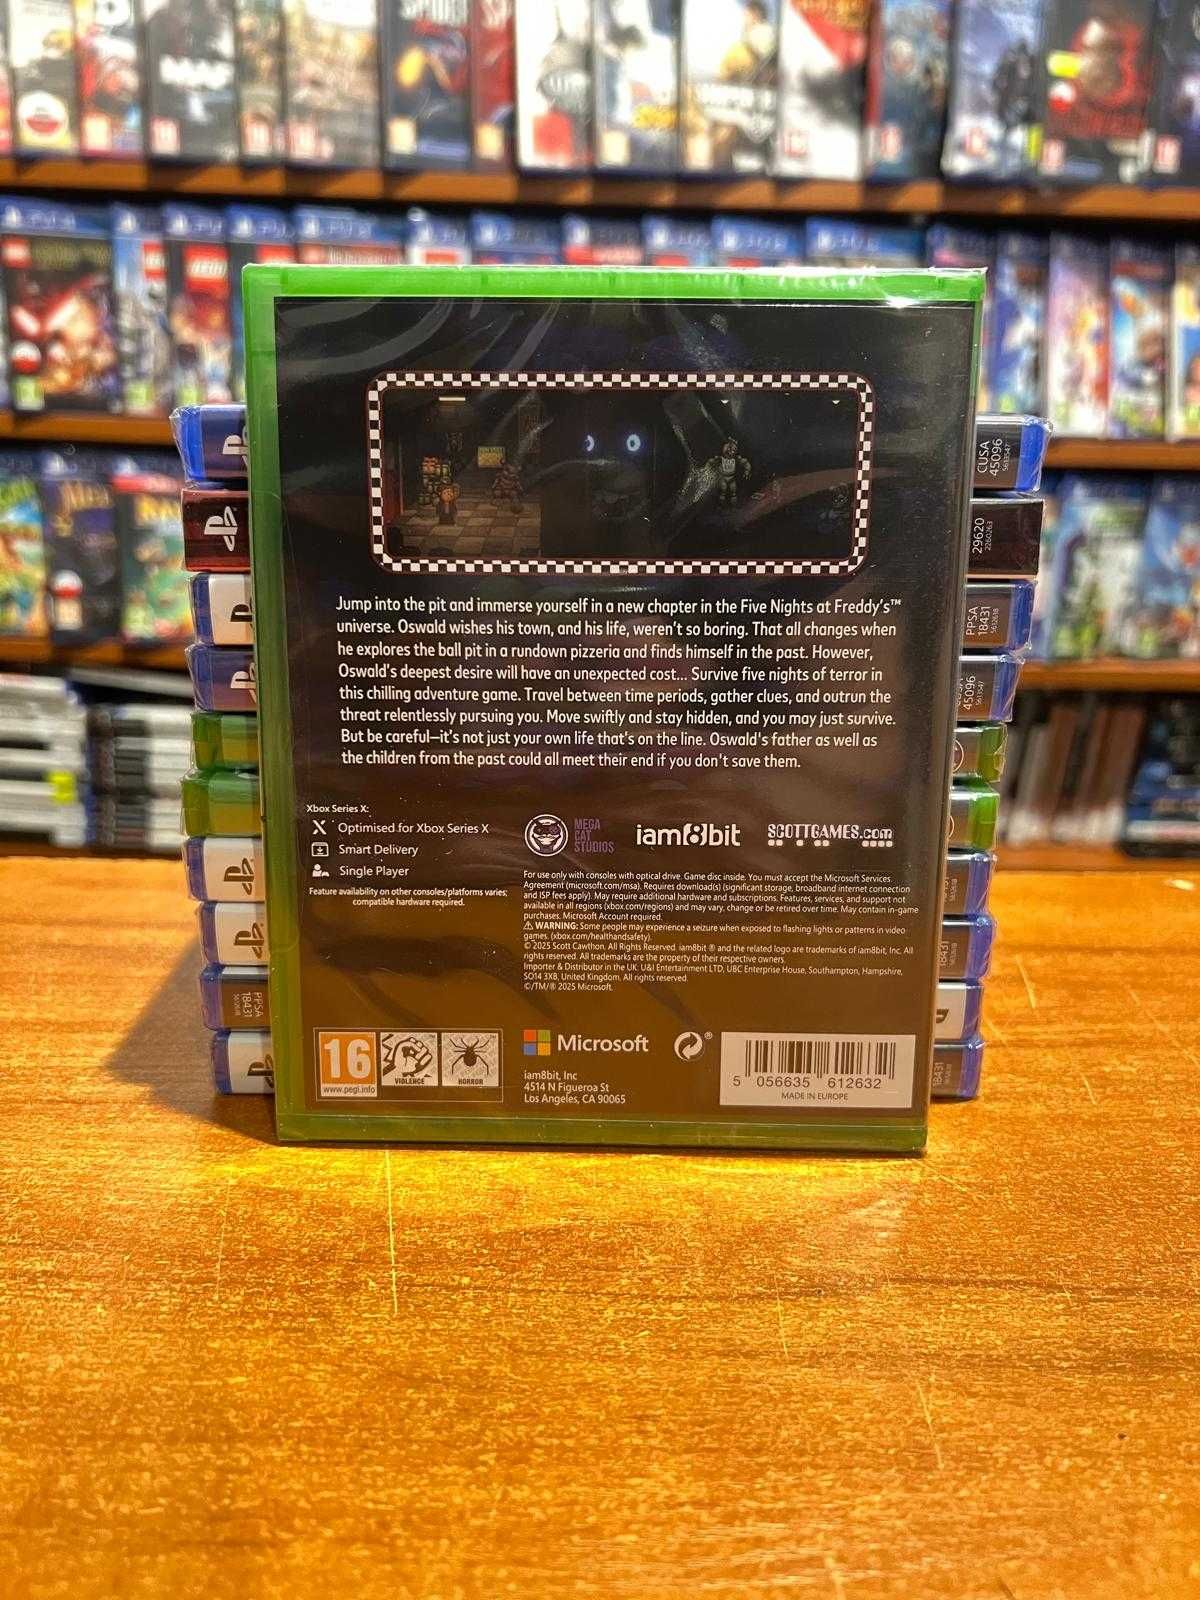 Jump into the pit and immerse yourself in a new chapter in the Five Nights at Freddy's™
universe. Oswald wishes his town, and his life, weren't so boring. That all changes when
he explores the ball pit in a rundown pizzeria and finds himself in the past. However,
Oswald's deepest desire will have an unexpected cost... Survive five nights of terror in
this chilling adventure game. Travel between time periods, gather clues, and outrun the
threat relentlessly pursuing you. Move swiftly and stay hidden, and you may just survive.
But be careful—it's not just your own life that's on the line. Oswald's father as well as
the children from the past could all meet their end if you don't save them.
Xbox Series X:
Optimised for Xbox Series X
Smart Delivery
Single Player
Feature availability on other consoles/platforms varies;
compatible hardware required.
MEGA
CAT
STUDIOS
iam8bit
SCOTTGAMES.com
For use only with consoles with optical drive. Game disc inside. You must accept the Microsoft Services
Agreement (microsoft.com/msa). Requires download(s) (significant storage, broadband internet connection
and ISP fees apply). May require additional hardware and subscriptions. Features, services, and support not
available in all regions (xbox.com/regions) and may vary, change or be retired over time. May contain in-game
purchases. Microsoft Account required.
⚠ WARNING: Some people may experience a seizure when exposed to flashing lights or patterns in video
games. (xbox.com/healthandsafety).
© 2025 Scott Cawthon. All Rights Reserved. iam8bit ® and the related logo are trademarks of iam8bit, Inc. All
rights reserved. All trademarks are the property of their respective owners.
Importer & Distributor in the UK. U&I Entertainment LTD, UBC Enterprise House, Southampton, Hampshire,
SO14 3XB, United Kingdom. All rights reserved.
©/TM/® 2025 Microsoft.
16
www.pegi.info
VIOLENCE
HORROR
Microsoft
®
iam8bit, Inc
4514 N Figueroa St
Los Angeles, CA 90065
5 056635 612632
MADE IN EUROPE
CUSA
45096
29620
PPSA
18431
45096
PPSA
18431
18431
LEGO